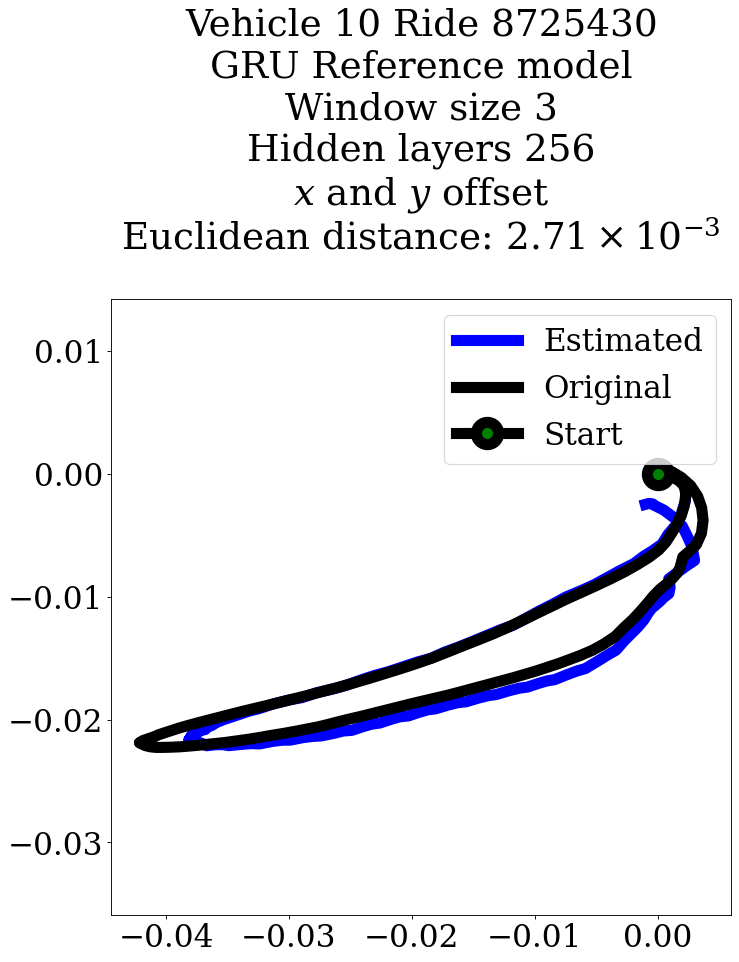 Vehicle 10 Ride 8725430
GRU Reference model
Window size 3
Hidden layers 256
x and y offset
Euclidean distance: 2.71 × 10⁻³
Estimated
Original
Start
0.01
0.00
−0.01
−0.02
−0.03
−0.04 −0.03 −0.02 −0.01 0.00